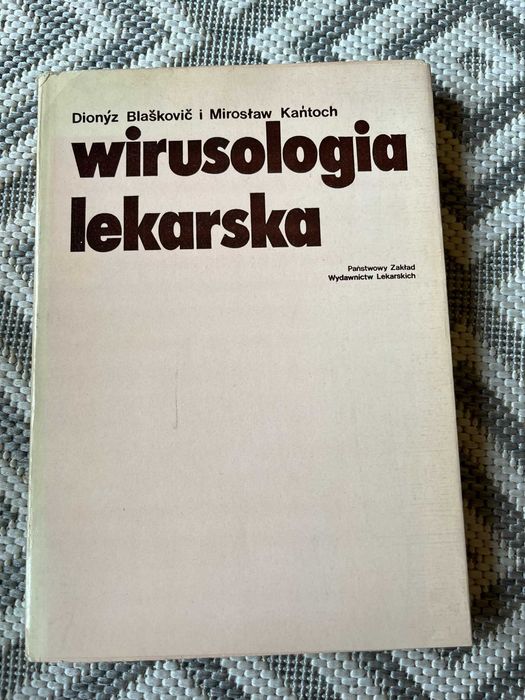 Dionýz Blaškovič i Mirosław Kańtoch
wirusologia
lekarska
Państwowy Zakład
Wydawnictw Lekarskich